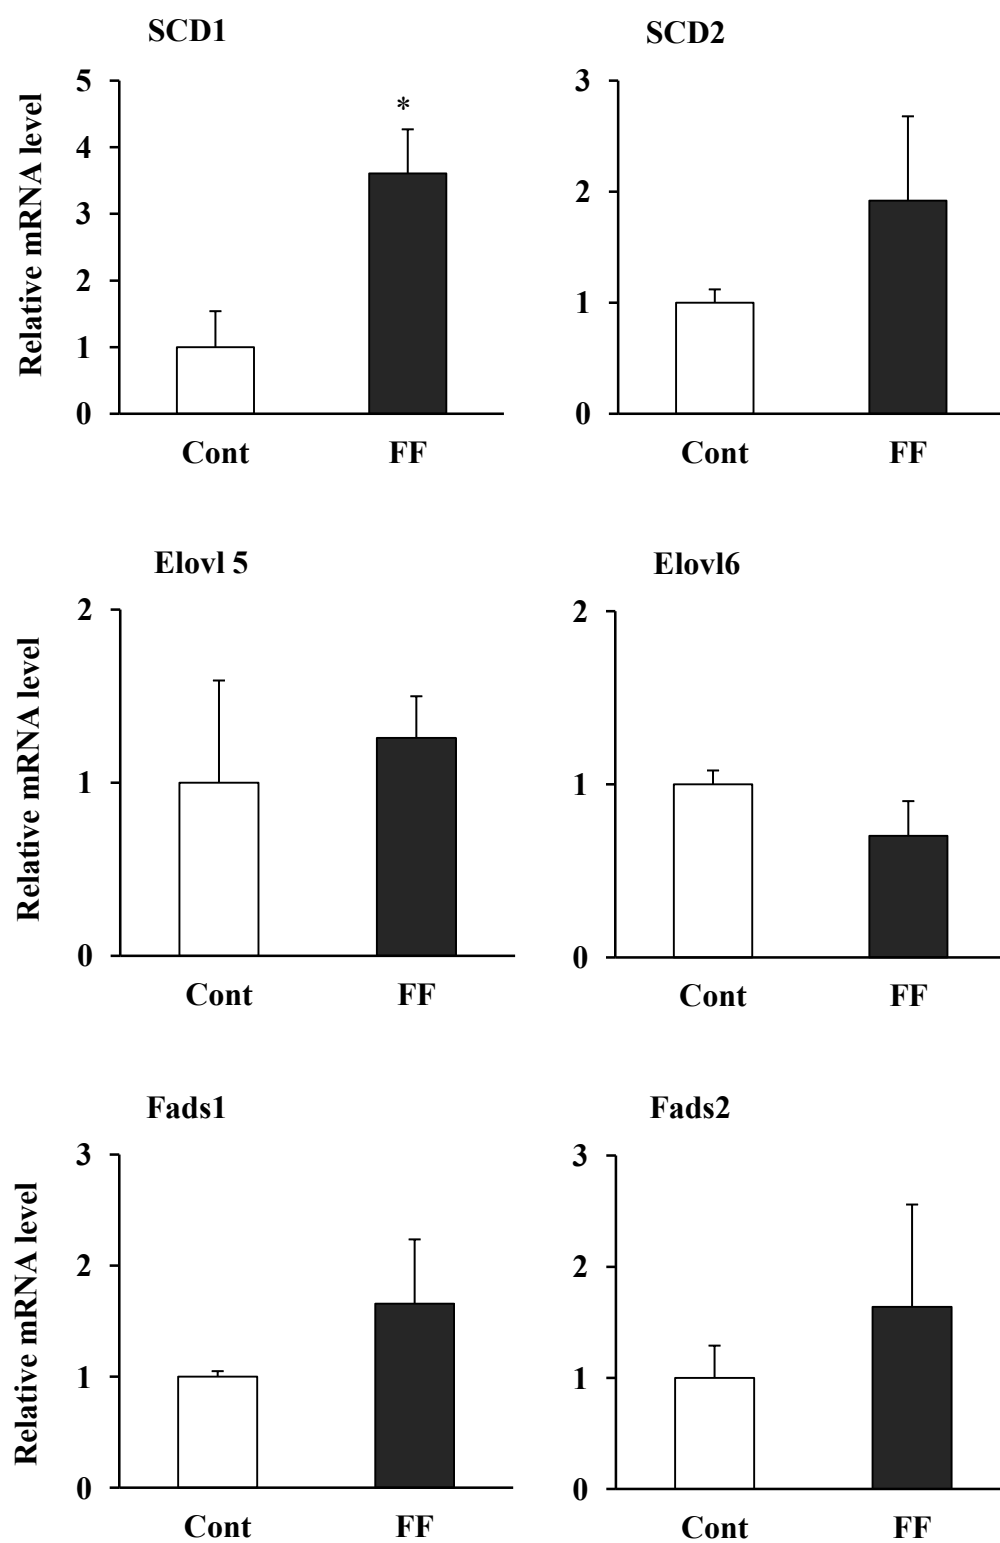 SCD1
SCD2
Relative mRNA level
5
4
3
2
1
0
*
Cont
FF
3
2
1
0
Cont
FF
Elovl 5
Elovl6
Relative mRNA level
2
1
0
Cont
FF
2
1
0
Cont
FF
Fads1
Fads2
Relative mRNA level
3
2
1
0
Cont
FF
3
2
1
0
Cont
FF